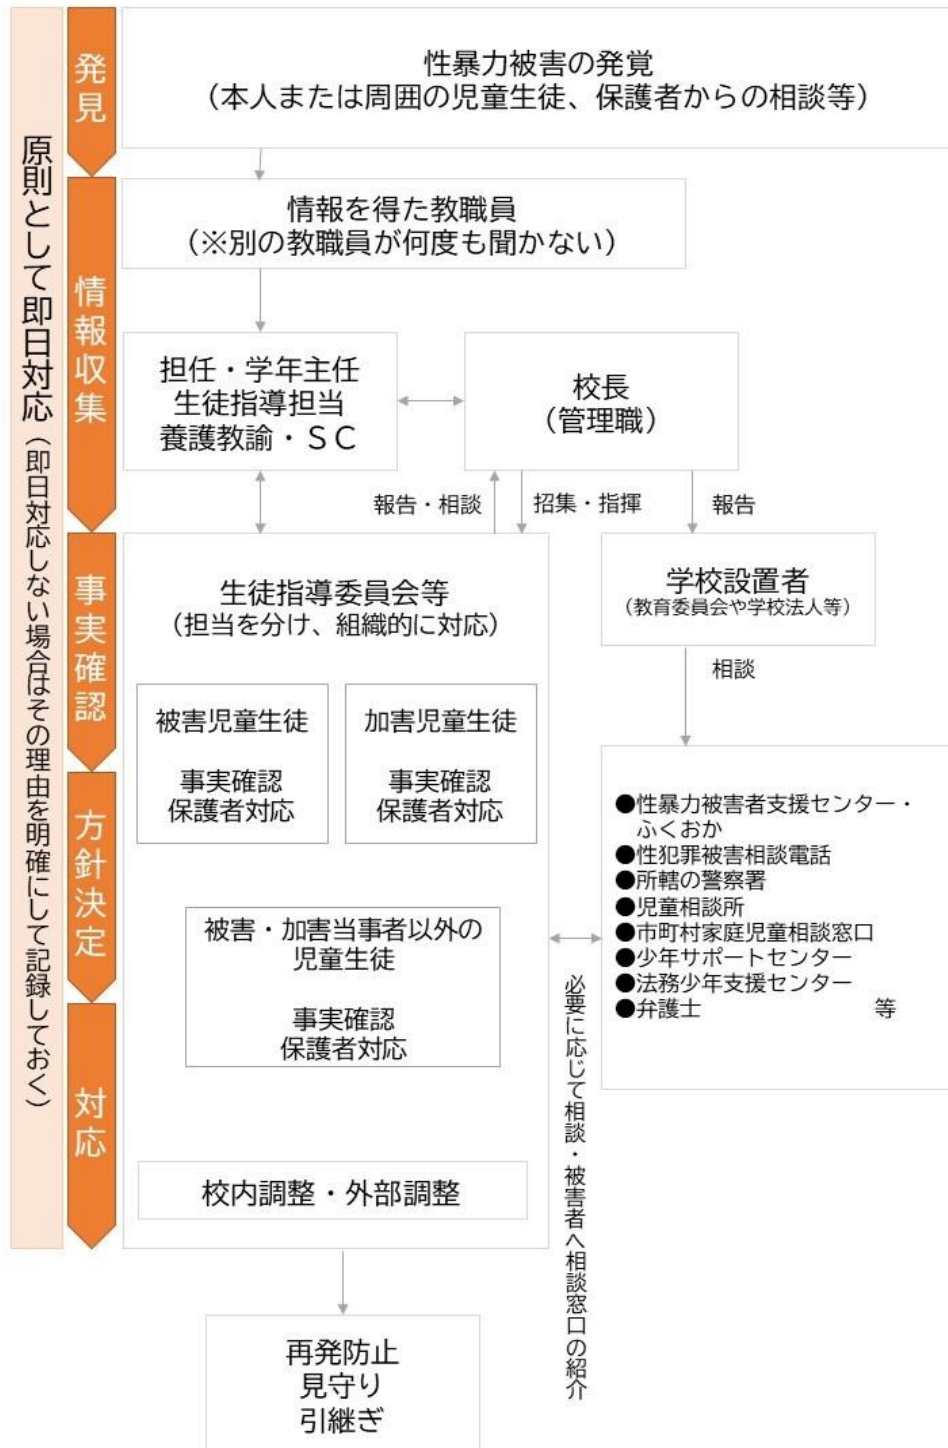 原則として即日対応（即日対応しない場合はその理由を明確にして記録しておく）
発見
性暴力被害の発覚
（本人または周囲の児童生徒、保護者からの相談等）
情報収集
情報を得た教職員
（※別の教職員が何度も聞かない）
担任・学年主任
生徒指導担当
養護教諭・ＳＣ
校長
（管理職）
報告・相談
招集・指揮
報告
事実確認
生徒指導委員会等
（担当を分け、組織的に対応）
学校設置者
（教育委員会や学校法人等）
相談
被害児童生徒
事実確認
保護者対応
加害児童生徒
事実確認
保護者対応
方針決定
●性暴力被害者支援センター・
ふくおか
●性犯罪被害相談電話
●所轄の警察署
●児童相談所
●市町村家庭児童相談窓口
●少年サポートセンター
●法務少年支援センター
●弁護士　　　　　　　等
被害・加害当事者以外の
児童生徒
事実確認
保護者対応
必要に応じて相談・被害者へ相談窓口の紹介
対応
校内調整・外部調整
再発防止
見守り
引継ぎ